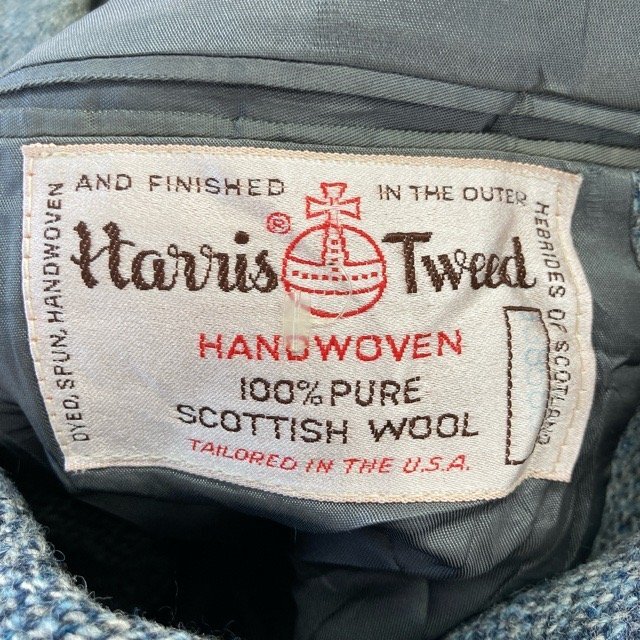 DYED, SPUN, HANDWOVEN
AND FINISHED
IN THE OUTER
HEBRIDES OF SCOTLAND
Harris ® Tweed
HANDWOVEN
100% PURE
SCOTTISH WOOL
TAILORED IN THE U.S.A.